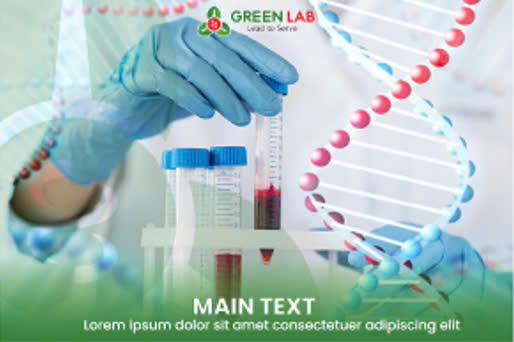 GREEN LAB
Lead to Serve
MAIN TEXT
Lorem ipsum dolor sit amet consectetuer adipiscing elit